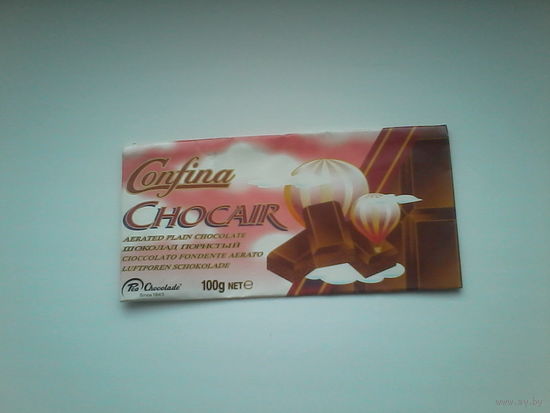 Confina
CHOCAIR
AERATED PLAIN CHOCOLATE
ШОКОЛАД ПОРИСТЫЙ
CIOCCOLATO FONDENTE AERATO
LUFTPOREN SCHOKOLADE
Chocolade
Since 1845
100g NET e
www.ay.by